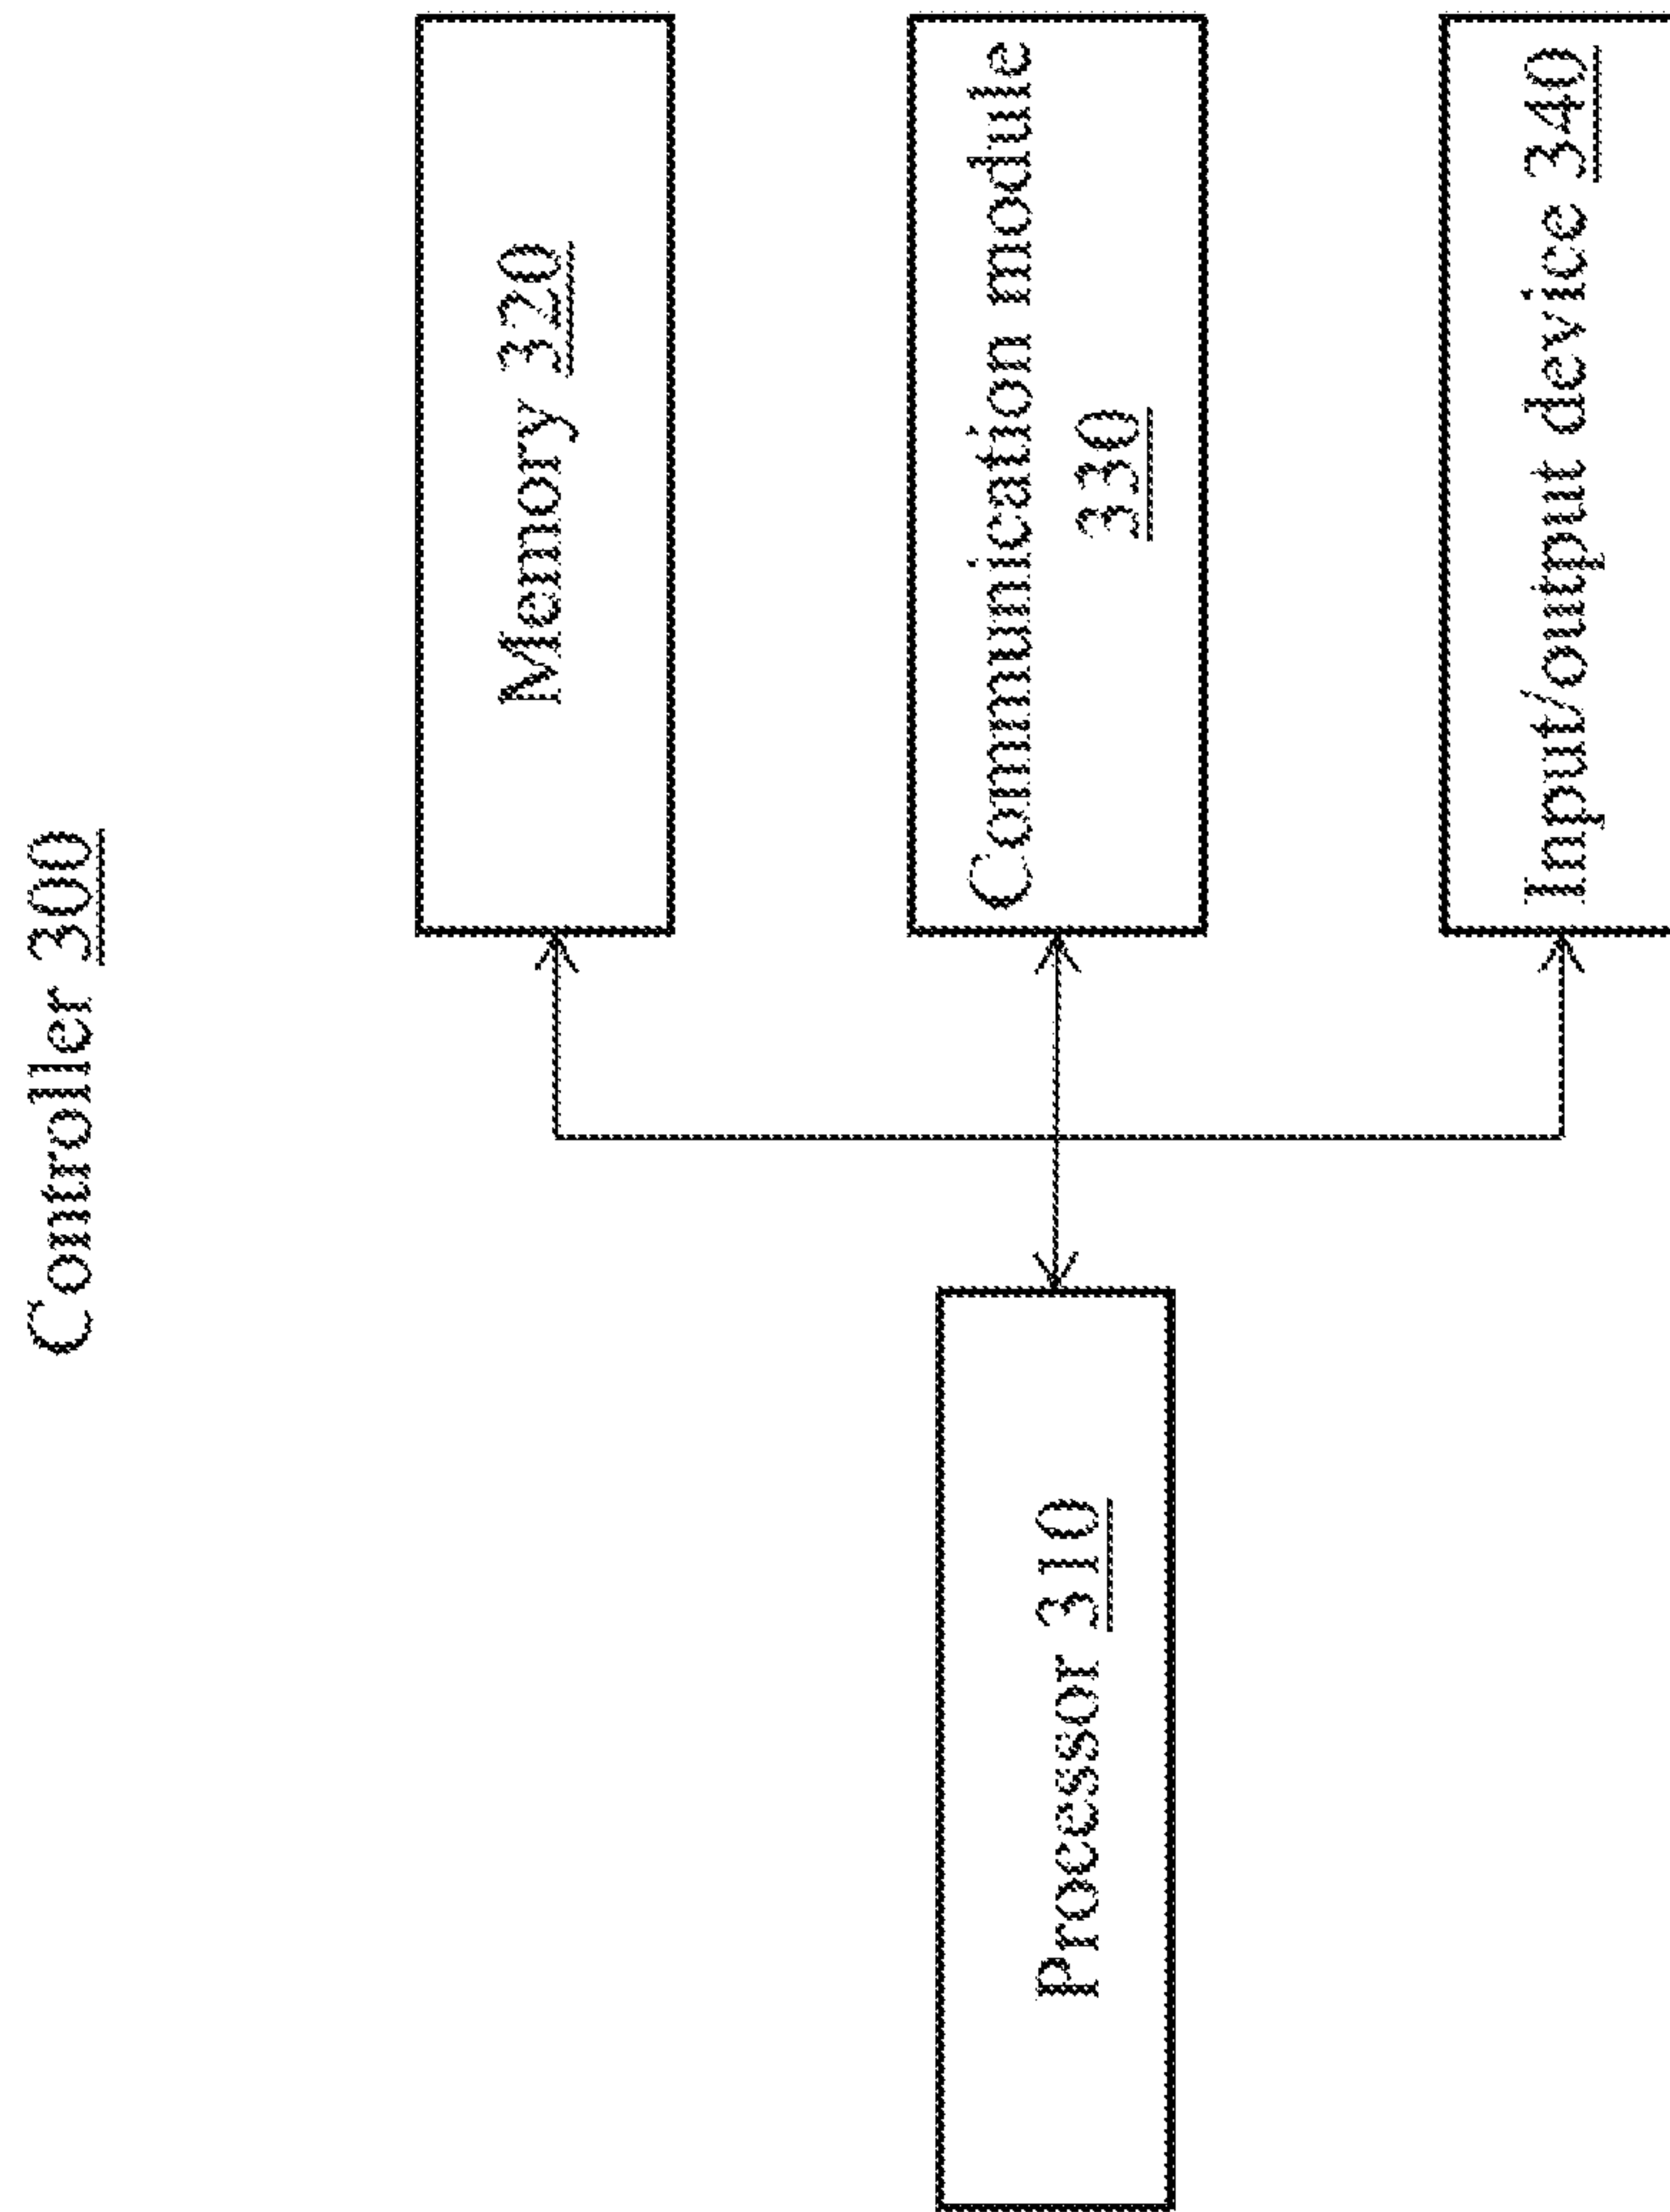 Controller 300
Memory 320
Communication module
330
Input/output device 340
Processor 310